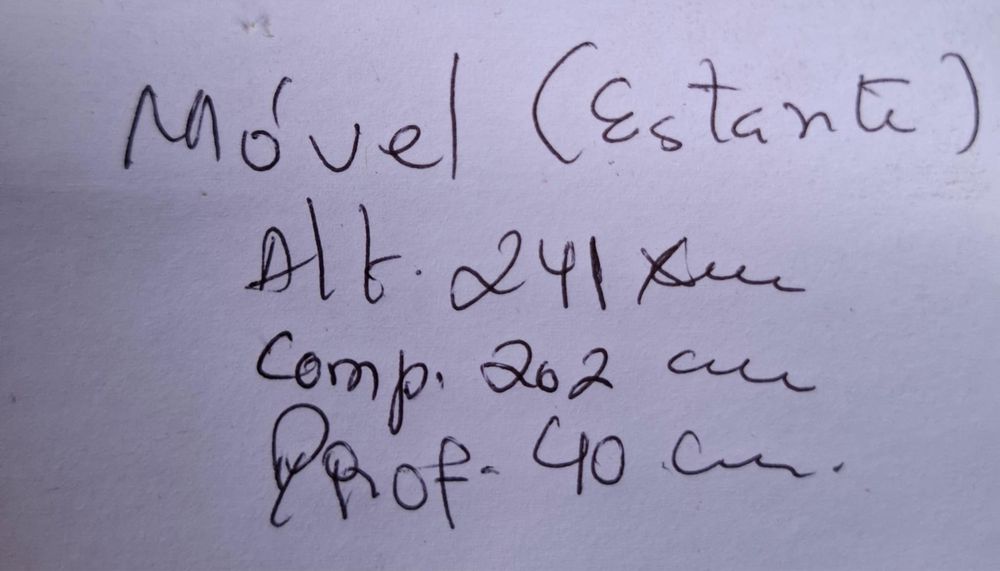 Móvel (Estante)
Alt. 241 cm
Comp. 202 cm
Prof. 40 cm.